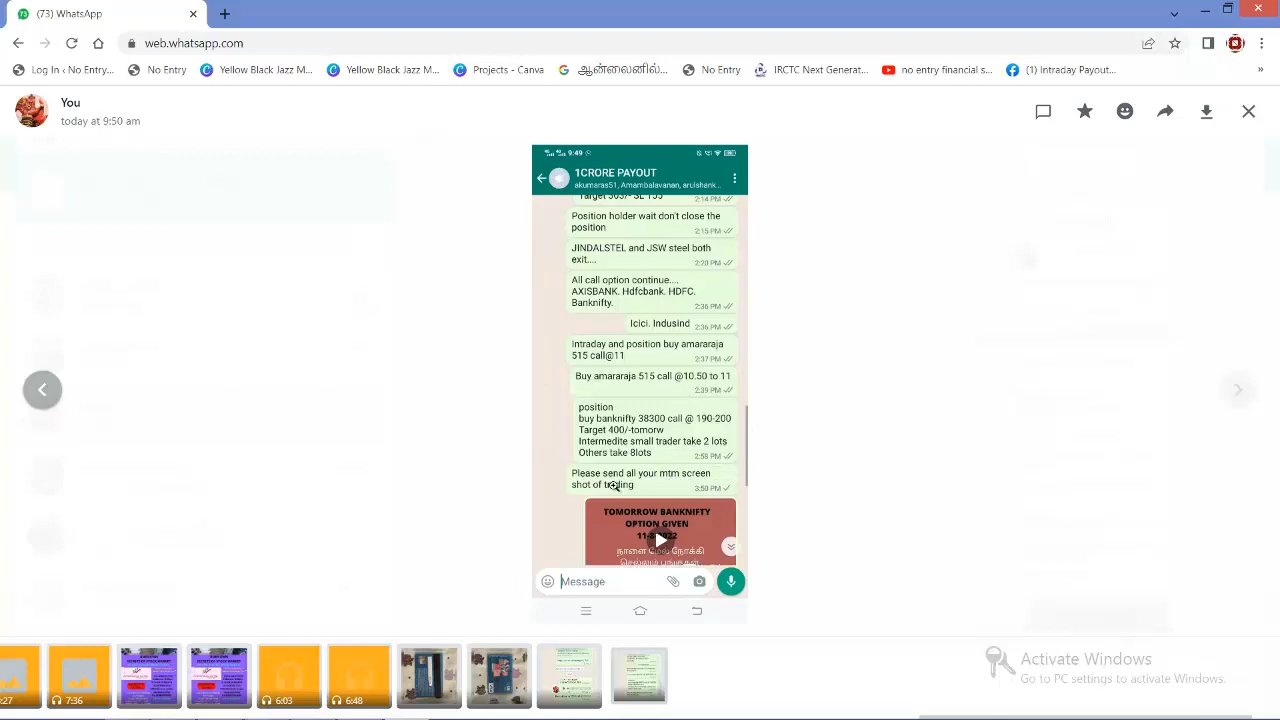 (73) WhatsApp
web.whatsapp.com
Log In ‹ No Entry...
No Entry
Yellow Black Jazz M...
Yellow Black Jazz M...
Projects - Canva
No Entry
IRCTC Next Generat...
no entry financial s...
(Intraday Payout...
You
today at 9:50 am
9:49
1CRORE PAYOUT
akumaras51, Amambalavanan, arulshank...
2:14 PM
Position holder wait don't close the
position
2:15 PM
JINDALSTEL and JSW steel both
exit....
2:20 PM
All call option continue....
AXISBANK. Hdfcbank. HDFC.
Banknifty.
2:36 PM
Icici. Indusind
2:36 PM
Intraday and position buy amararaja
515 call@11
2:37 PM
Buy amararaja 515 call @10.50 to 11
2:39 PM
position
buy banknifty 38300 call @ 190-200
Target 400/-tomorw
Intermedite small trader take 2 lots
Others take 8lots
2:58 PM
Please send all your mtm screen
shot of trading
3:50 PM
TOMORROW BANKNIFTY
OPTION GIVEN
நாளை மேல் நோக்கி
Message
7:36
6:03
6:48
Activate Windows
to activate Windows.